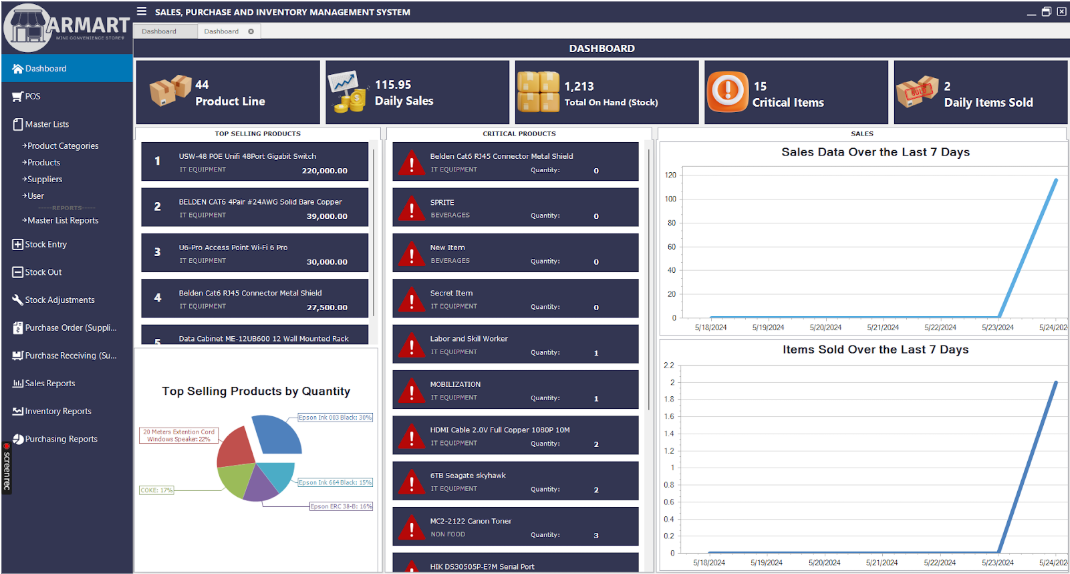 ARMART
MINI CONVENIENCE STORES
SALES, PURCHASE AND INVENTORY MANAGEMENT SYSTEM
Dashboard
Dashboard
DASHBOARD
Dashboard
POS
Master Lists
Product Categories
Products
Suppliers
User
REPORTS
Master List Reports
Stock Entry
Stock Out
Stock Adjustments
Purchase Order (Suppli...
Purchase Receiving (Su...
Sales Reports
Inventory Reports
Purchasing Reports
screenrec
44
Product Line
115.95
Daily Sales
1,213
Total On Hand (Stock)
15
Critical Items
2
Daily Items Sold
TOP SELLING PRODUCTS
1
USW-48 POE Unifi 48Port Gigabit Switch
IT EQUIPMENT
220,000.00
2
BELDEN CAT6 4Pair #24AWG Solid Bare Copper
IT EQUIPMENT
39,000.00
3
U6-Pro Access Point Wi-Fi 6 Pro
IT EQUIPMENT
30,000.00
4
Belden Cat6 RJ45 Connector Metal Shield
IT EQUIPMENT
27,500.00
5
Data Cabinet ME-12UB600 12 Wall Mounted Rack
Top Selling Products by Quantity
Epson Ink 003 Black: 30%
20 Meters Extention Cord
Windows Speaker: 22%
Epson Ink 664 Black: 15%
COKE: 17%
Epson ERC 38-B: 16%
CRITICAL PRODUCTS
Belden Cat6 RJ45 Connector Metal Shield
IT EQUIPMENT Quantity: 0
SPRITE
BEVERAGES Quantity: 0
New Item
BEVERAGES Quantity: 0
Secret Item
IT EQUIPMENT Quantity: 0
Labor and Skill Worker
IT EQUIPMENT Quantity: 1
MOBILIZATION
IT EQUIPMENT Quantity: 1
HDMI Cable 2.0V Full Copper 1080P 10M
IT EQUIPMENT Quantity: 2
6TB Seagate skyhawk
IT EQUIPMENT Quantity: 2
MC2-2122 Canon Toner
NON FOOD Quantity: 3
HIK DS3050SP-E7M Serial Port
SALES
Sales Data Over the Last 7 Days
120
100
80
60
40
20
0
5/18/2024 5/19/2024 5/20/2024 5/21/2024 5/22/2024 5/23/2024 5/24/202
Items Sold Over the Last 7 Days
2.2
2
1.8
1.6
1.4
1.2
1
0.8
0.6
0.4
0.2
0
5/18/2024 5/19/2024 5/20/2024 5/21/2024 5/22/2024 5/23/2024 5/24/202